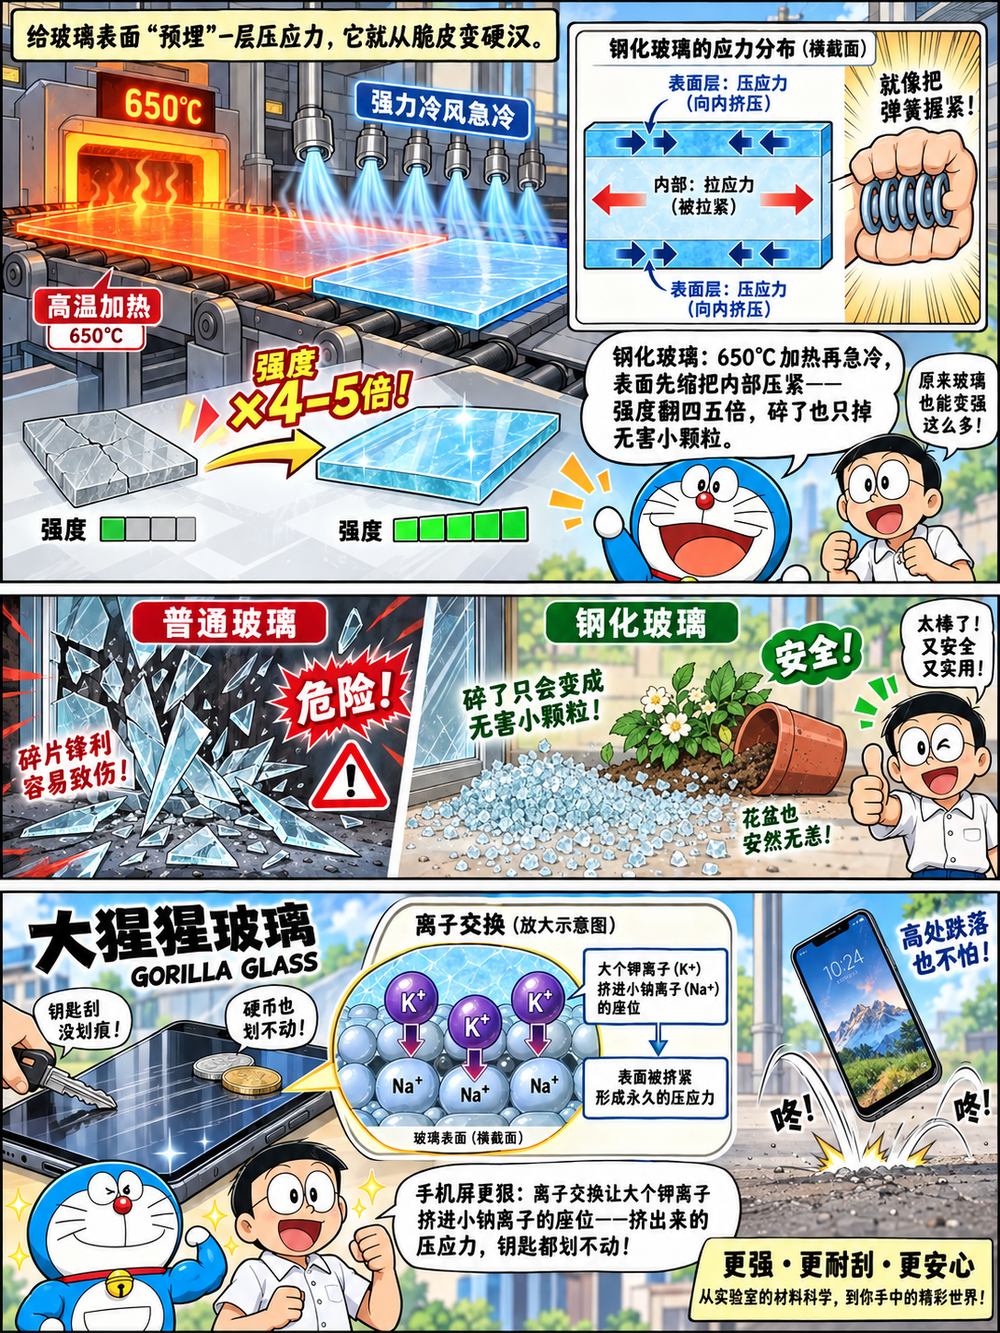 给玻璃表面“预埋”一层压应力，它就从脆皮变硬汉。
650℃
强力冷风急冷
高温加热
650℃
钢化玻璃的应力分布（横截面）
表面层：压应力
（向内挤压）
内部：拉应力
（被拉紧）
表面层：压应力
（向内挤压）
就像把
弹簧握紧！
强度
×4-5倍！
强度
强度
钢化玻璃：650℃加热再急冷，
表面先缩把内部压紧——
强度翻四五倍，碎了也只掉
无害小颗粒。
原来玻璃
也能变强
这么多！
普通玻璃
危险！
碎片锋利
容易致伤！
钢化玻璃
安全！
碎了只会变成
无害小颗粒！
花盆也
安然无恙！
太棒了！
又安全
又实用！
大猩猩玻璃
GORILLA GLASS
钥匙刮
没划痕！
硬币也
划不动！
离子交换（放大示意图）
K⁺
K⁺
K⁺
Na⁺
Na⁺
Na⁺
玻璃表面（横截面）
大个钾离子（K⁺）
挤进小钠离子（Na⁺）
的座位
表面被挤紧
形成永久的压应力
高处跌落
也不怕！
10:24
咚！
咚！
手机屏更狠：离子交换让大个钾离子
挤进小钠离子的座位——挤出来的
压应力，钥匙都划不动！
更强·更耐刮·更安心
从实验室的材料科学，到你手中的精彩世界！